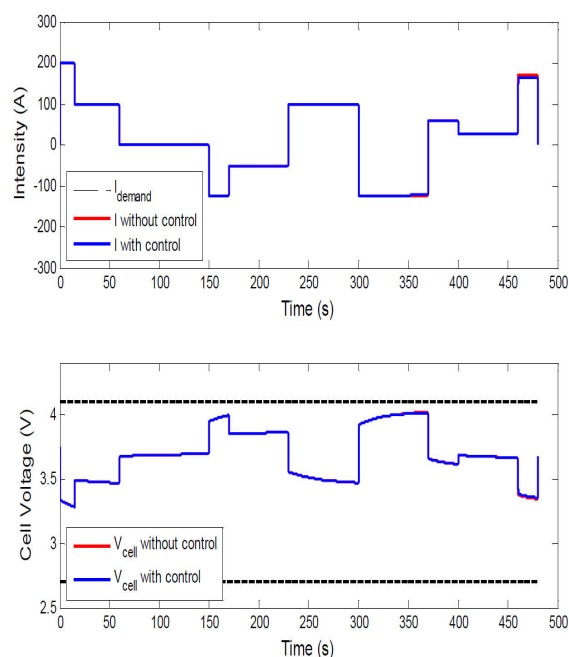 Intensity (A)
300
200
100
0
-100
-200
-300
I_demand
I without control
I with control
0 50 100 150 200 250 300 350 400 450 500
Time (s)
Cell Voltage (V)
4
3.5
3
2.5
V_cell without control
V_cell with control
0 50 100 150 200 250 300 350 400 450 500
Time (s)